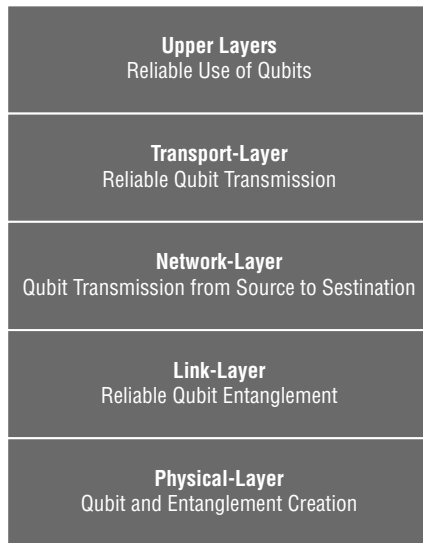 Upper Layers
Reliable Use of Qubits
Transport-Layer
Reliable Qubit Transmission
Network-Layer
Qubit Transmission from Source to Sestination
Link-Layer
Reliable Qubit Entanglement
Physical-Layer
Qubit and Entanglement Creation